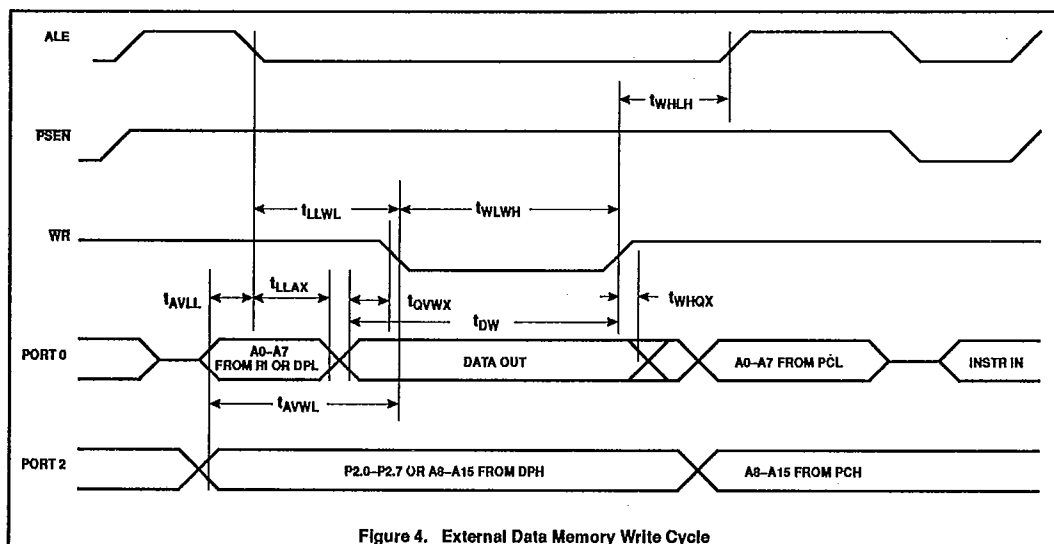 ALE
tWHLH
PSEN
tLLWL
tWLWH
WR
tAVLL
tLLAX
tQVWX
tWHQX
tDW
PORT 0
A0–A7
FROM RI OR DPL
DATA OUT
A0–A7 FROM PCL
INSTR IN
tAVWL
PORT 2
P2.0–P2.7 OR A8–A15 FROM DPH
A8–A15 FROM PCH
Figure 4. External Data Memory Write Cycle